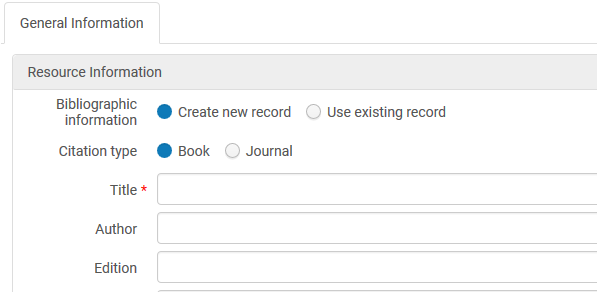 General Information
Resource Information
Bibliographic
information
Create new record
Use existing record
Citation type
Book
Journal
Title *
Author
Edition